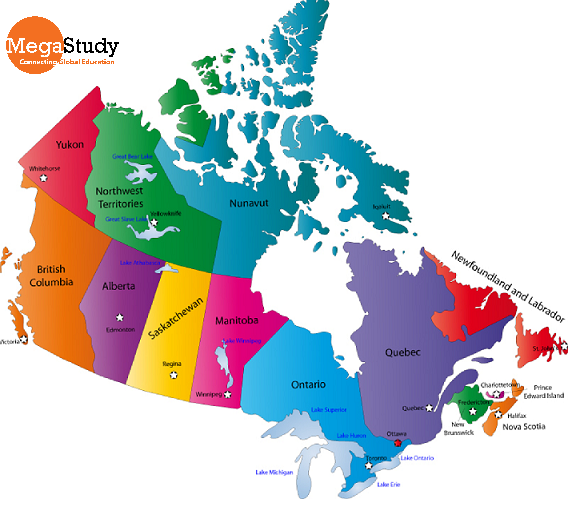 MegaStudy
Connecting Global Education
Yukon
Whitehorse
Great Bear Lake
Northwest
Territories
Yellowknife
Great Slave Lake
Nunavut
Iqaluit
British
Columbia
Victoria
Alberta
Edmonton
Lake Athabasca
Saskatchewan
Regina
Manitoba
Lake Winnipeg
Winnipeg
Ontario
Lake Superior
Lake Huron
Lake Michigan
Toronto
Lake Ontario
Lake Erie
Ottawa
Quebec
Quebec
Newfoundland and Labrador
St. John's
Charlottetown
Prince
Edward Island
Fredericton
New
Brunswick
Halifax
Nova Scotia